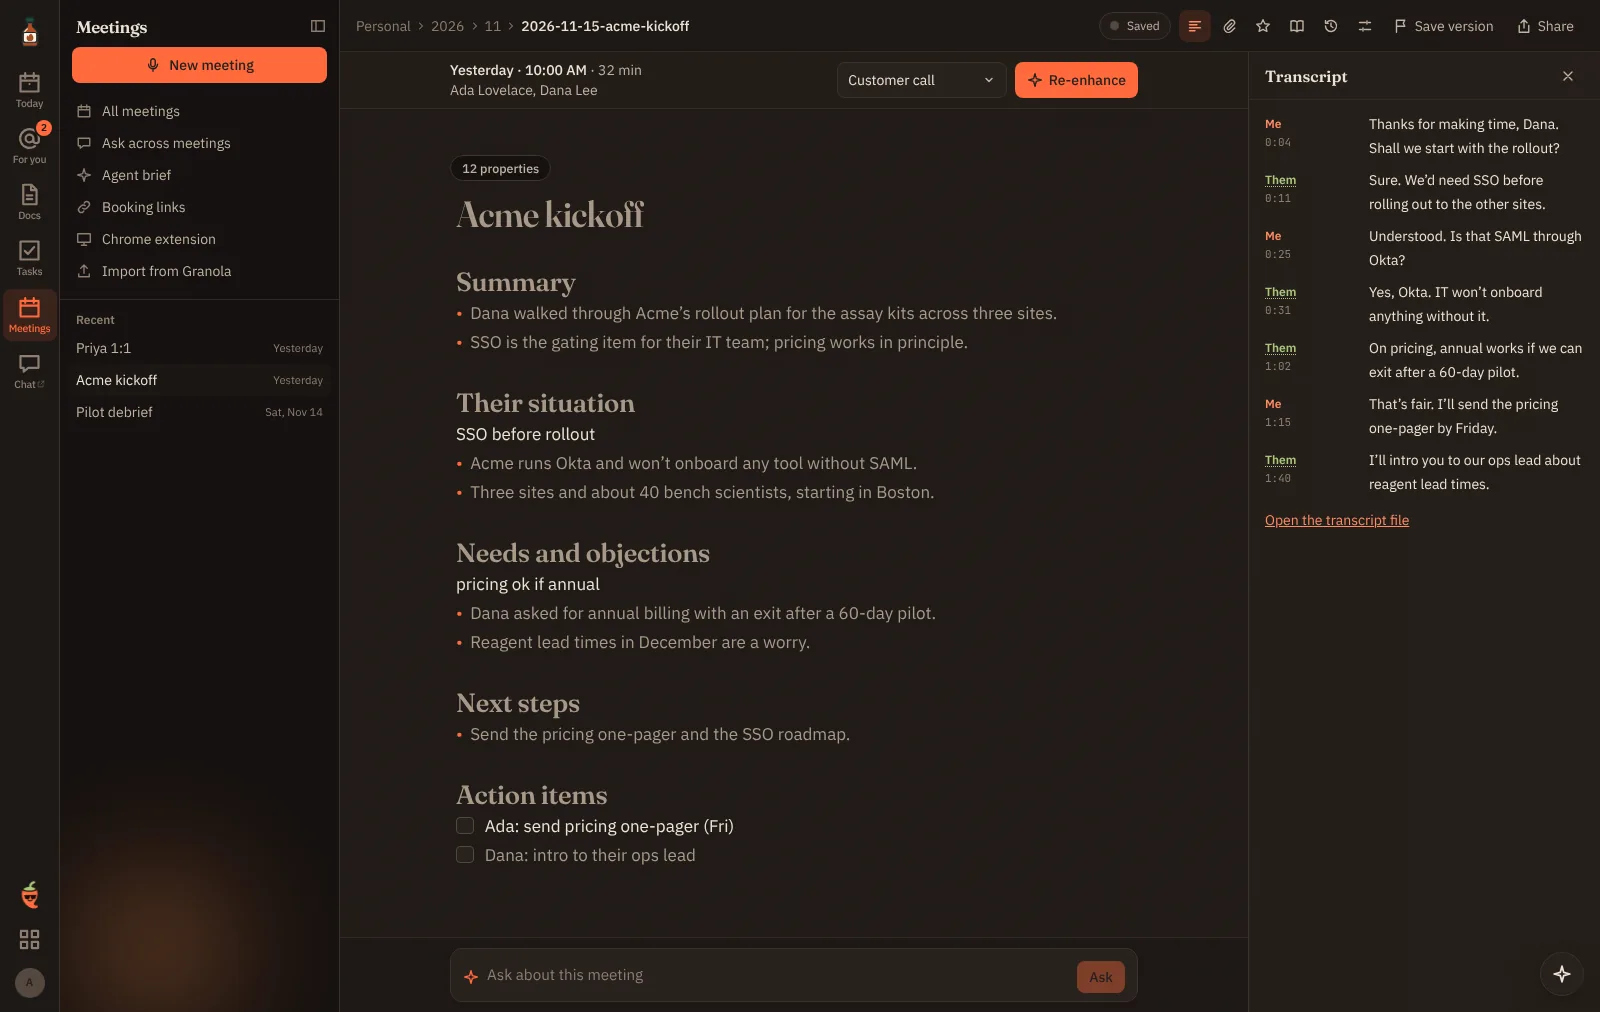 Today
2
For you
Docs
Tasks
Meetings
Chat
A
Meetings
New meeting
All meetings
Ask across meetings
Agent brief
Booking links
Chrome extension
Import from Granola
Recent
Priya 1:1 Yesterday
Acme kickoff Yesterday
Pilot debrief Sat, Nov 14
Personal › 2026 › 11 › 2026-11-15-acme-kickoff
Saved
Save version
Share
Yesterday · 10:00 AM · 32 min
Ada Lovelace, Dana Lee
Customer call
Re-enhance
12 properties
Acme kickoff
Summary
• Dana walked through Acme’s rollout plan for the assay kits across three sites.
• SSO is the gating item for their IT team; pricing works in principle.
Their situation
SSO before rollout
• Acme runs Okta and won’t onboard any tool without SAML.
• Three sites and about 40 bench scientists, starting in Boston.
Needs and objections
pricing ok if annual
• Dana asked for annual billing with an exit after a 60-day pilot.
• Reagent lead times in December are a worry.
Next steps
• Send the pricing one-pager and the SSO roadmap.
Action items
Ada: send pricing one-pager (Fri)
Dana: intro to their ops lead
Ask about this meeting
Ask
Transcript
Me
0:04
Thanks for making time, Dana.
Shall we start with the rollout?
Them
0:11
Sure. We’d need SSO before
rolling out to the other sites.
Me
0:25
Understood. Is that SAML through
Okta?
Them
0:31
Yes, Okta. IT won’t onboard
anything without it.
Them
1:02
On pricing, annual works if we can
exit after a 60-day pilot.
Me
1:15
That’s fair. I’ll send the pricing
one-pager by Friday.
Them
1:40
I’ll intro you to our ops lead about
reagent lead times.
Open the transcript file